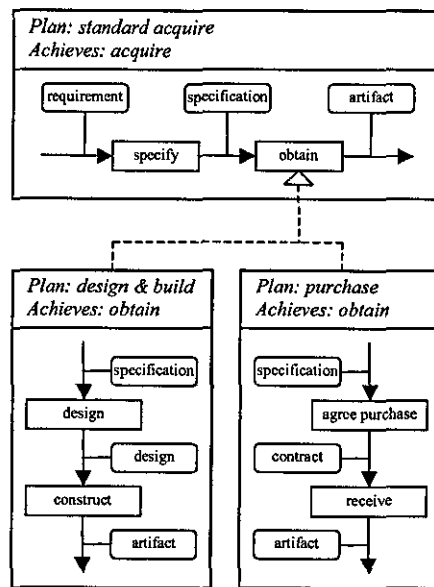 Plan: standard acquire
Achieves: acquire
requirement
specification
artifact
specify
obtain
Plan: design & build
Achieves: obtain
specification
design
design
construct
artifact
Plan: purchase
Achieves: obtain
specification
agree purchase
contract
receive
artifact